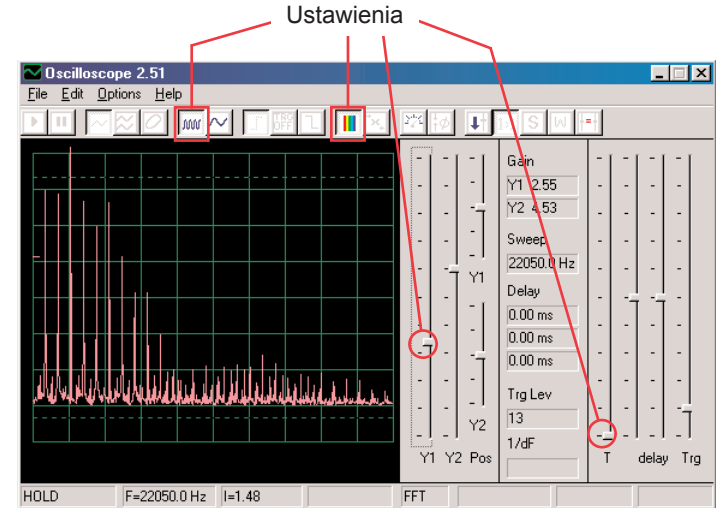 Ustawienia
Oscilloscope 2.51
File Edit Options Help
TRG OFF
S W
Gain
Y1 2.55
Y2 4.53
Sweep
22050.0 Hz
Delay
0.00 ms
0.00 ms
0.00 ms
Trg Lev
13
1/dF
Y1
Y2
Y1 Y2 Pos
T delay Trg
HOLD F=22050.0 Hz I=1.48 FFT